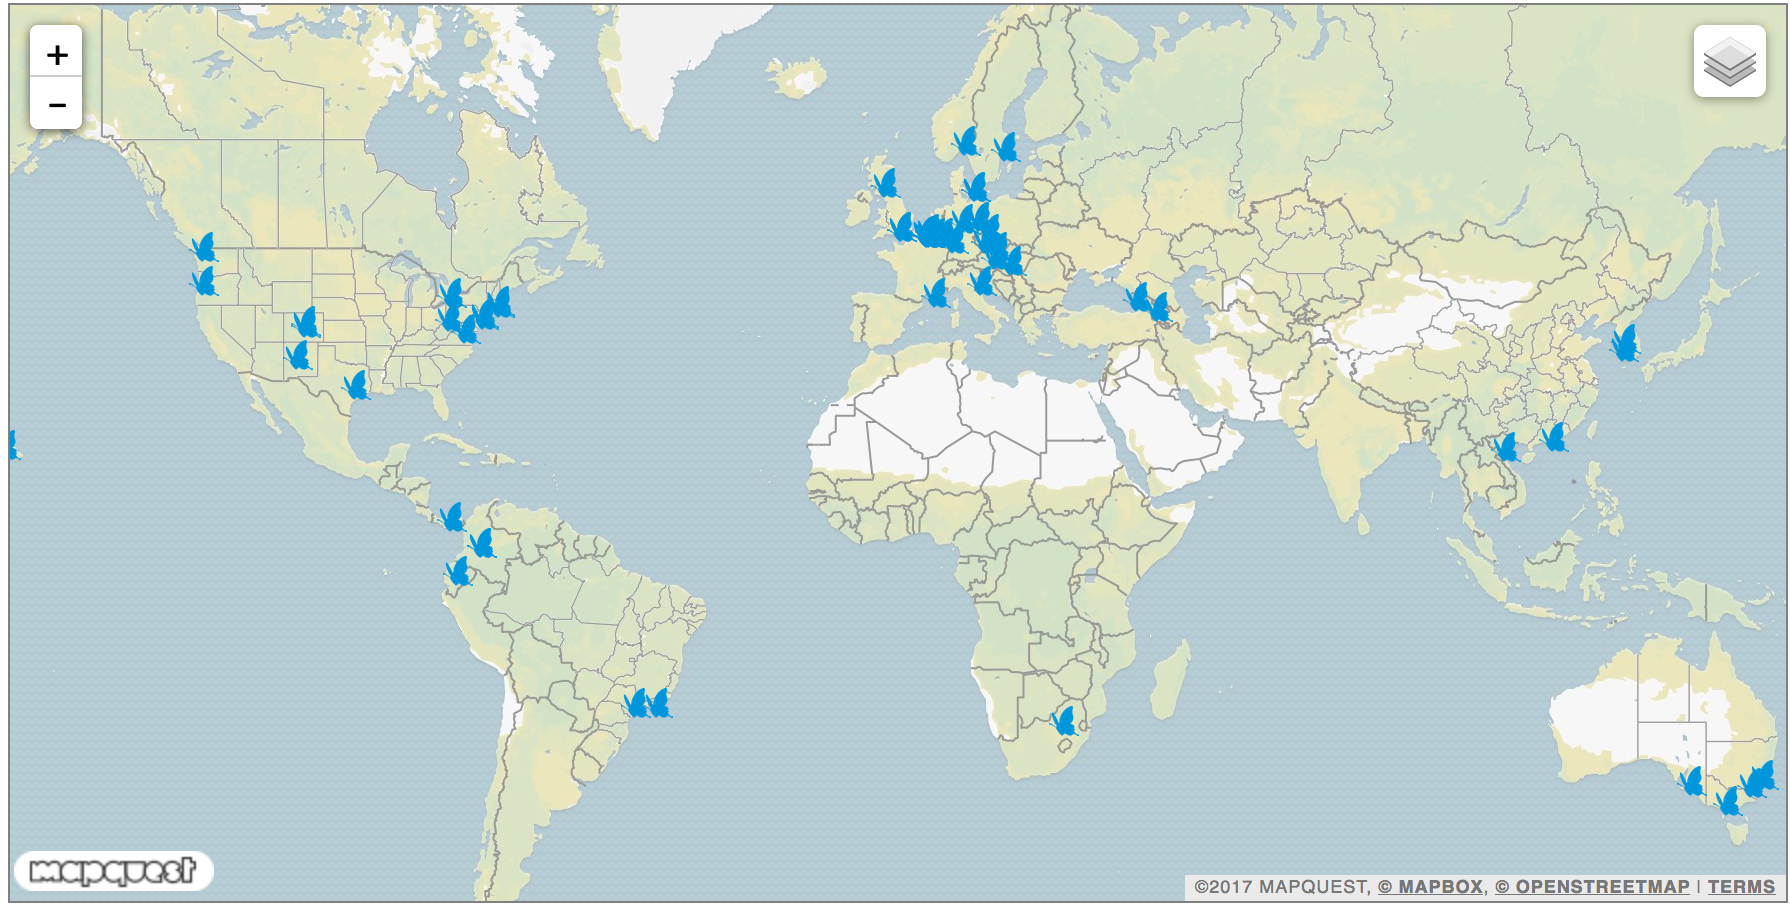 +
−
mapquest
©2017 MAPQUEST, © MAPBOX, © OPENSTREETMAP | TERMS